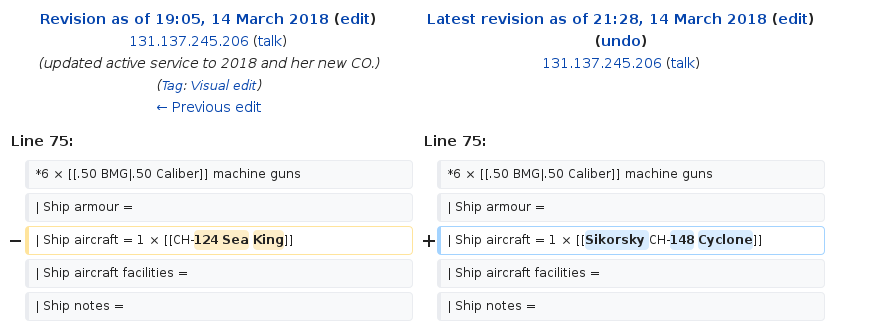 Revision as of 19:05, 14 March 2018 (edit)
131.137.245.206 (talk)
(updated active service to 2018 and her new CO.)
(Tag: Visual edit)
← Previous edit
Latest revision as of 21:28, 14 March 2018 (edit)
(undo)
131.137.245.206 (talk)
Line 75:
Line 75:
*6 × [[.50 BMG|.50 Caliber]] machine guns
*6 × [[.50 BMG|.50 Caliber]] machine guns
| Ship armour =
| Ship armour =
− | Ship aircraft = 1 × [[CH-124 Sea King]]
+ | Ship aircraft = 1 × [[Sikorsky CH-148 Cyclone]]
| Ship aircraft facilities =
| Ship aircraft facilities =
| Ship notes =
| Ship notes =